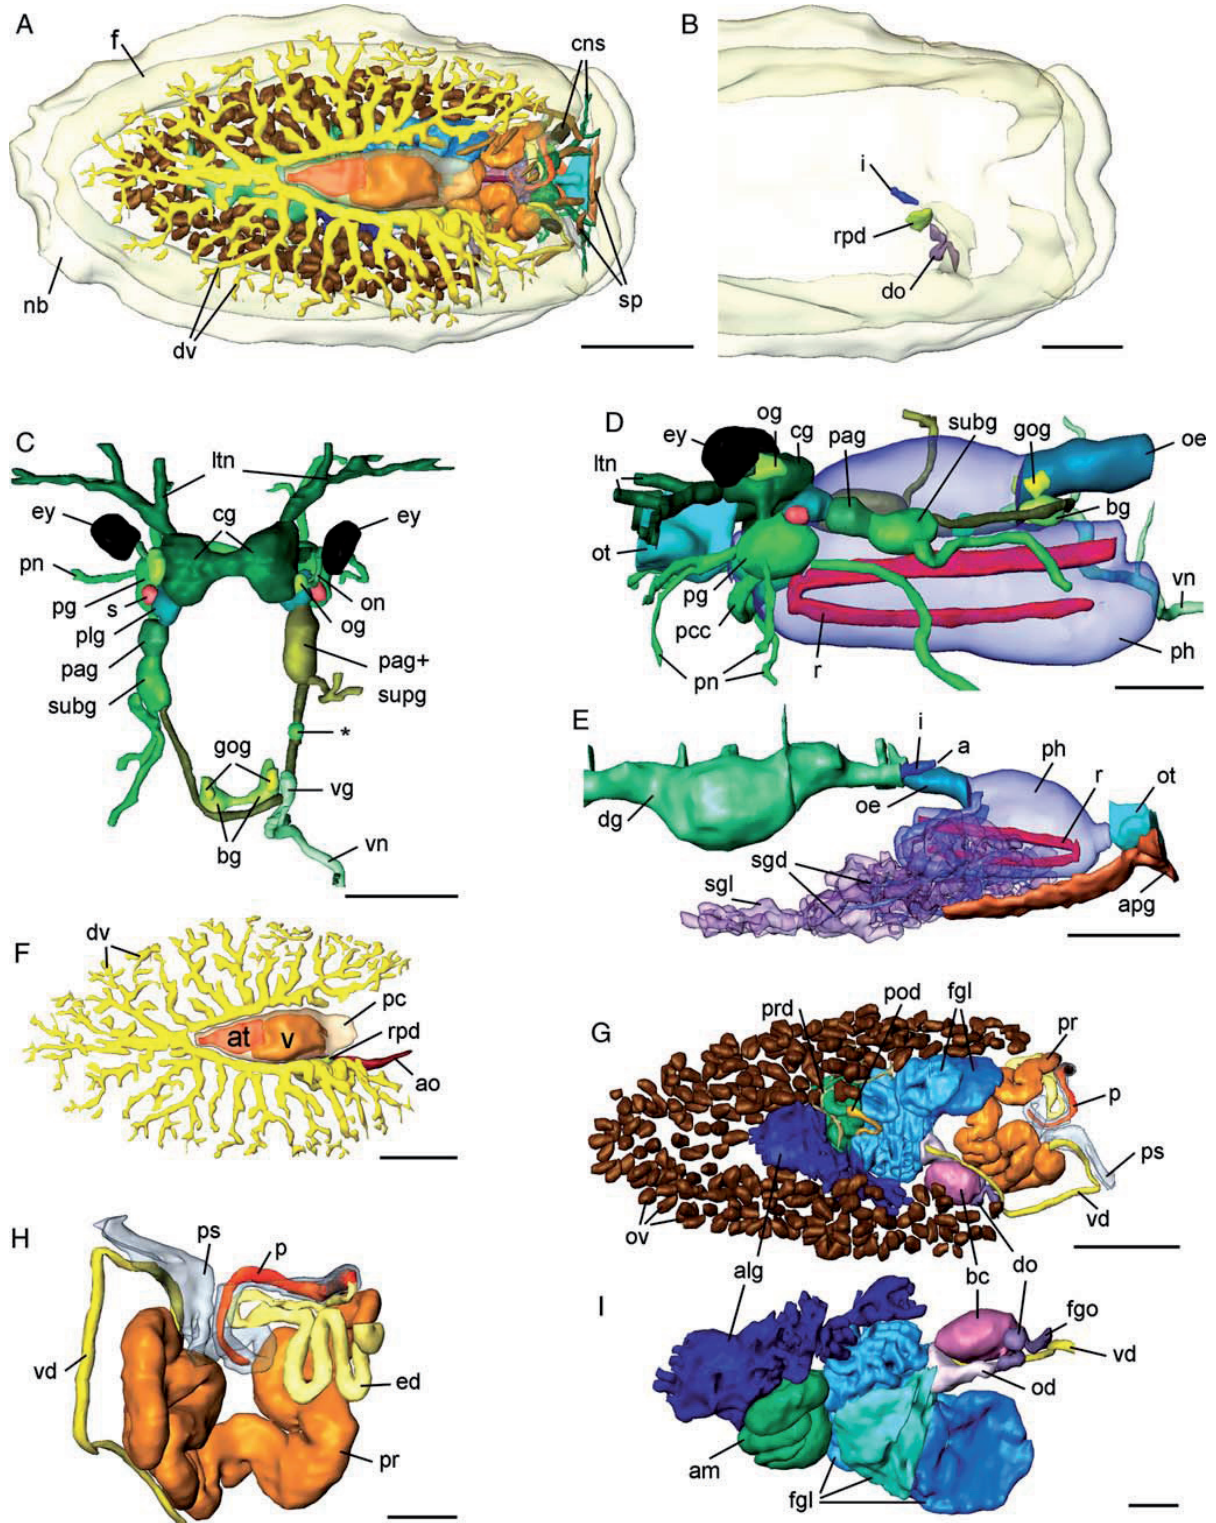 A
f
cns
nb
dv
sp
B
i
rpd
do
C
ltn
ey
cg
ey
pn
pg
s
plg
on
og
pag
pag+
subg
supg
*
gog
vg
bg
vn
D
og
cg
ey
pag
subg
gog
oe
ltn
ot
bg
pg
vn
pcc
pn
r
ph
E
i
a
ph
r
ot
oe
dg
sgd
sgl
apg
F
dv
pc
at
v
rpd
ao
G
prd
pod
fgl
pr
p
ps
vd
ov
alg
bc
do
H
ps
p
vd
ed
pr
I
fgo
vd
od
am
fgl